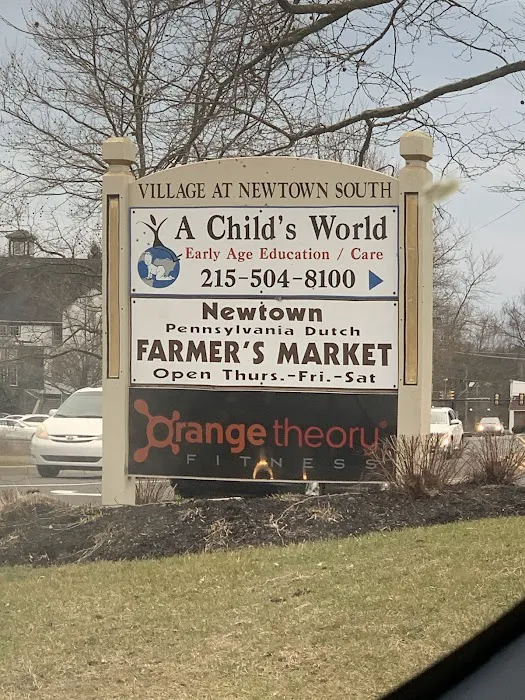 VILLAGE AT NEWTOWN SOUTH
A Child's World
Early Age Education / Care
215-504-8100
Newtown
Pennsylvania Dutch
FARMER'S MARKET
Open Thurs.-Fri.-Sat
Orange theory®
FITNESS